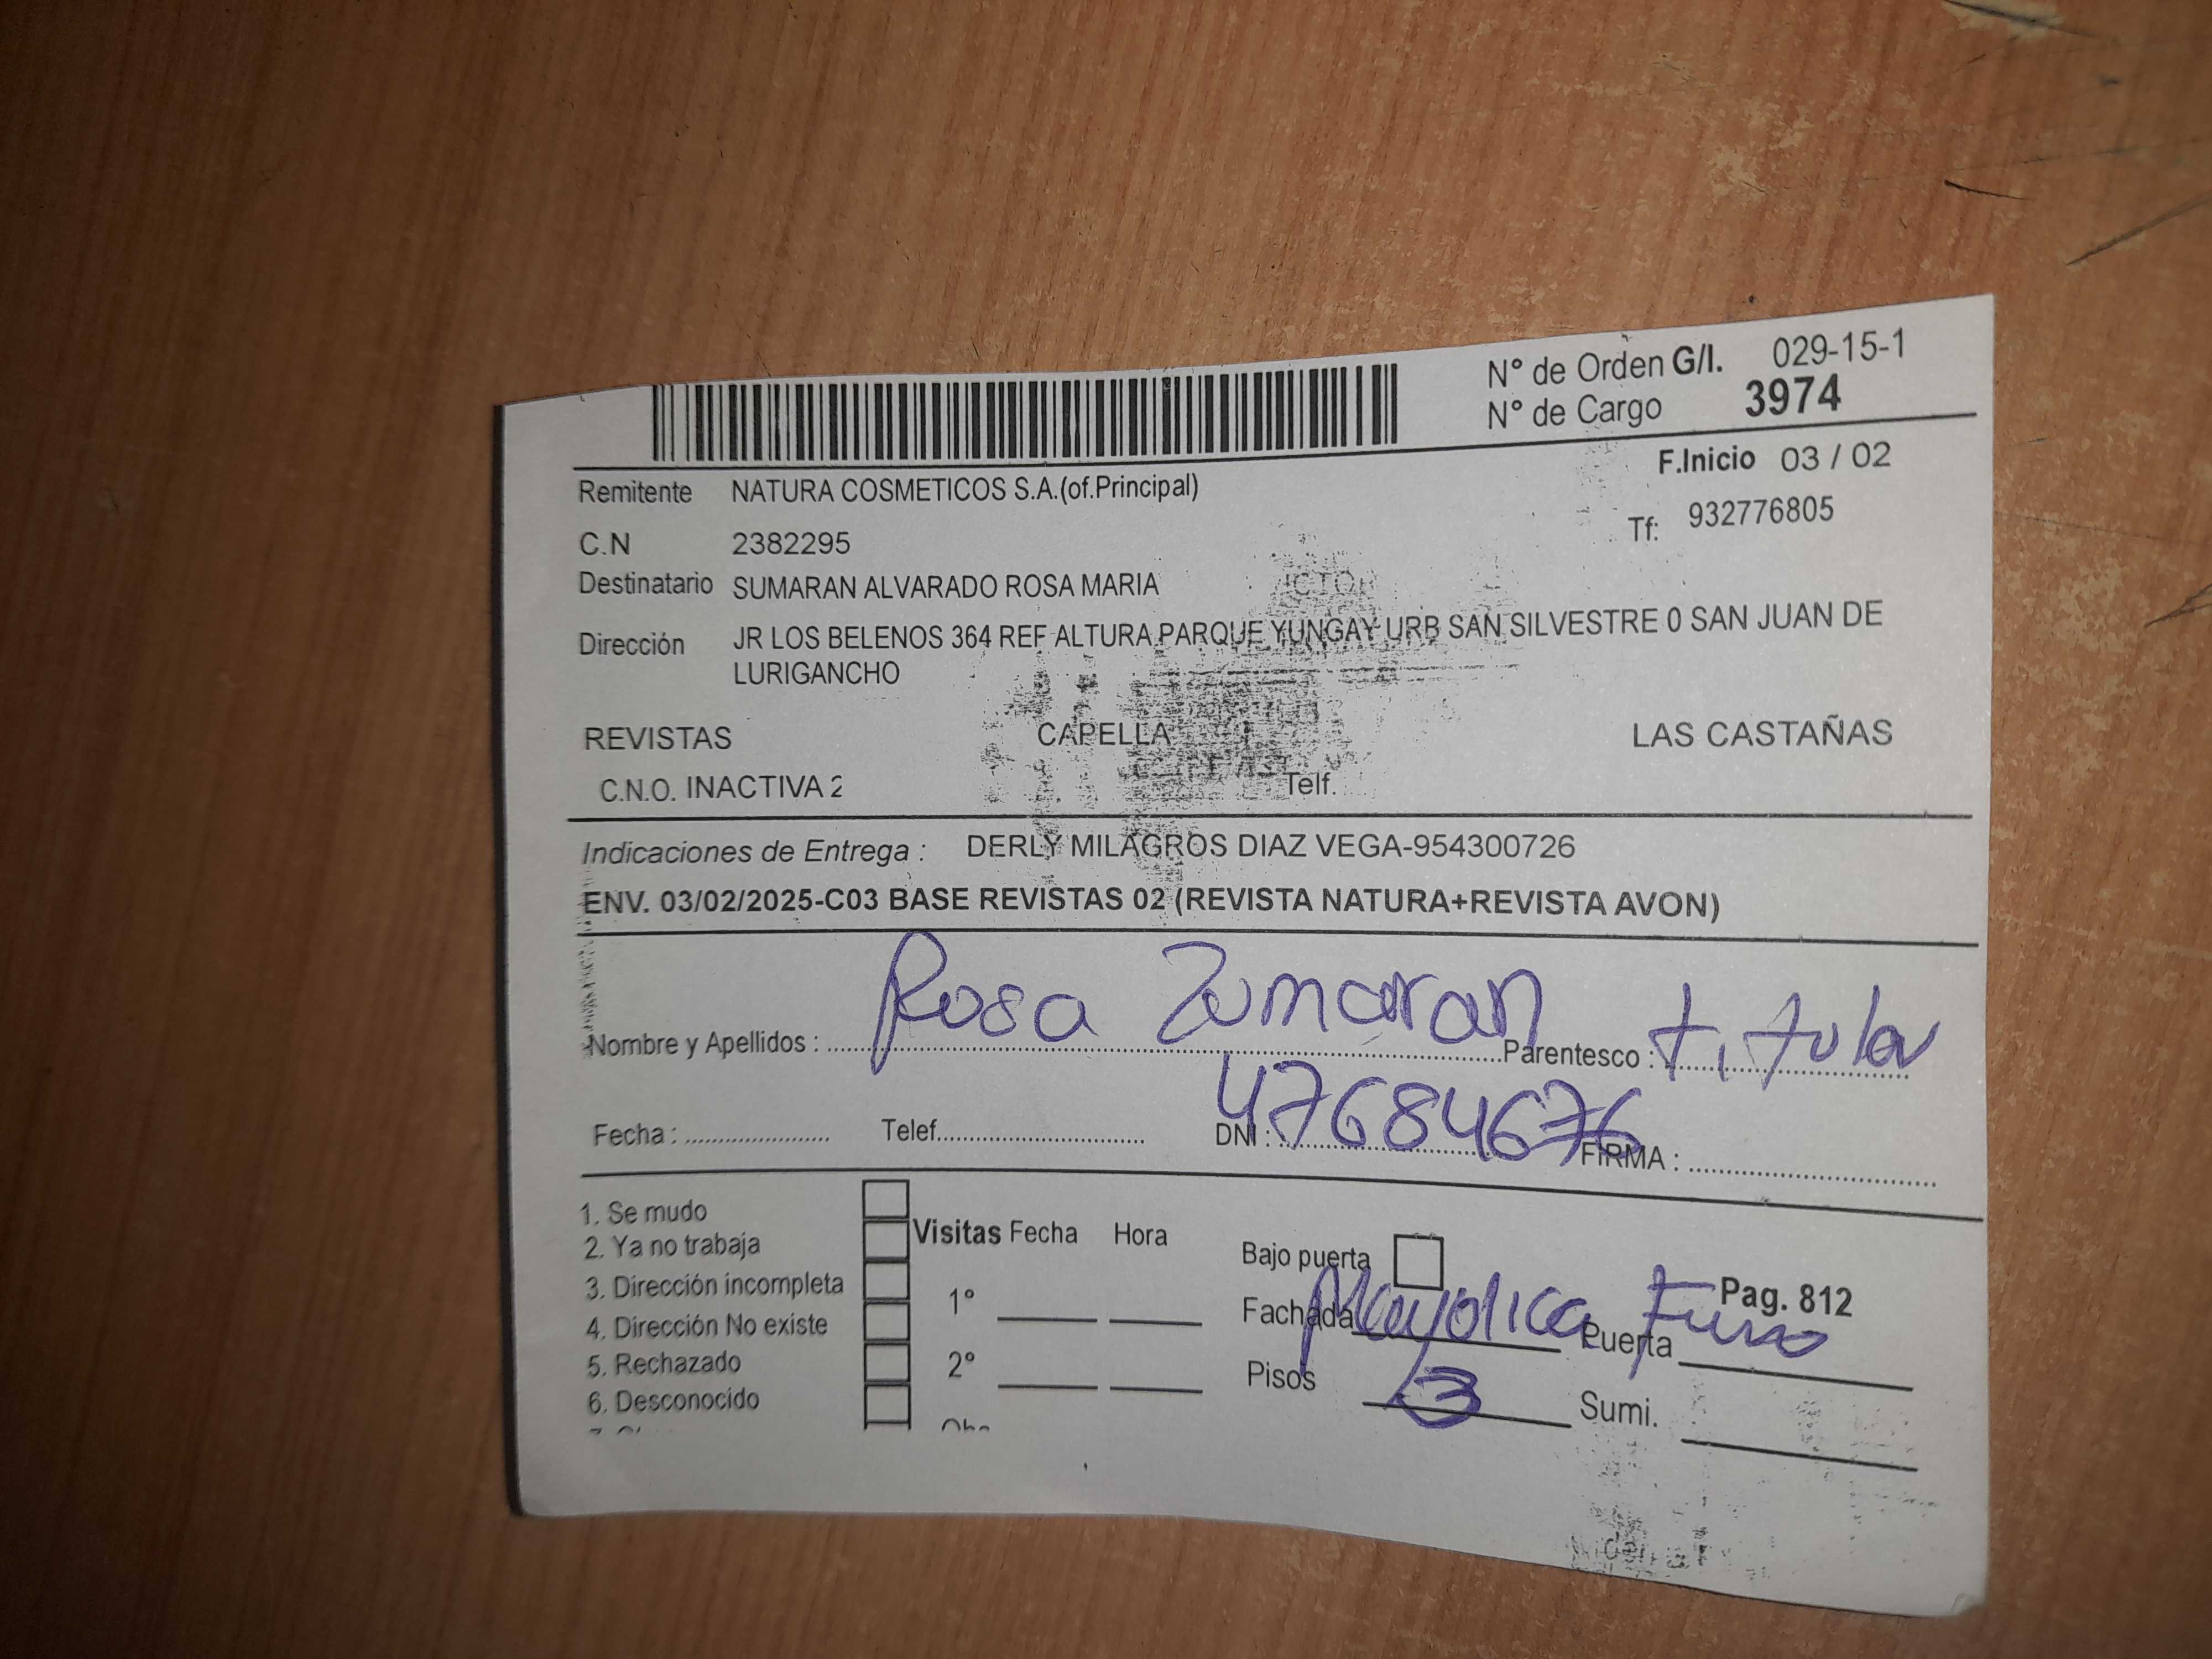 N° de Orden G/I. 029-15-1
N° de Cargo 3974
F.Inicio 03 / 02
Remitente NATURA COSMETICOS S.A.(of.Principal)
Tf: 932776805
C.N 2382295
Destinatario SUMARAN ALVARADO ROSA MARIA
Dirección JR LOS BELENOS 364 REF ALTURA PARQUE YUNGAY URB SAN SILVESTRE 0 SAN JUAN DE
LURIGANCHO
REVISTAS CAPELLA LAS CASTAÑAS
C.N.O. INACTIVA 2 Telf.
Indicaciones de Entrega : DERLY MILAGROS DIAZ VEGA-954300726
ENV. 03/02/2025-C03 BASE REVISTAS 02 (REVISTA NATURA+REVISTA AVON)
Nombre y Apellidos : Rosa Zumaran Parentesco : titular
Fecha : Telef. DNI : 47684676 FIRMA :
1. Se mudo
2. Ya no trabaja
3. Dirección incompleta
4. Dirección No existe
5. Rechazado
6. Desconocido
Visitas Fecha Hora
1°
2°
Bajo puerta
Pag. 812
Fachada Mayolica Puerta
Pisos 3 Sumi.